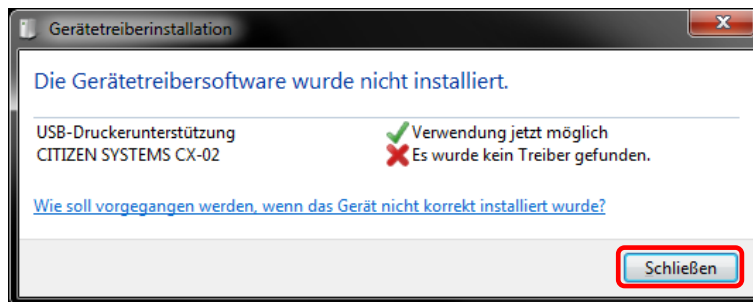 Gerätetreiberinstallation
Die Gerätetreibersoftware wurde nicht installiert.
USB-Druckerunterstützung Verwendung jetzt möglich
CITIZEN SYSTEMS CX-02 Es wurde kein Treiber gefunden.
Wie soll vorgegangen werden, wenn das Gerät nicht korrekt installiert wurde?
Schließen